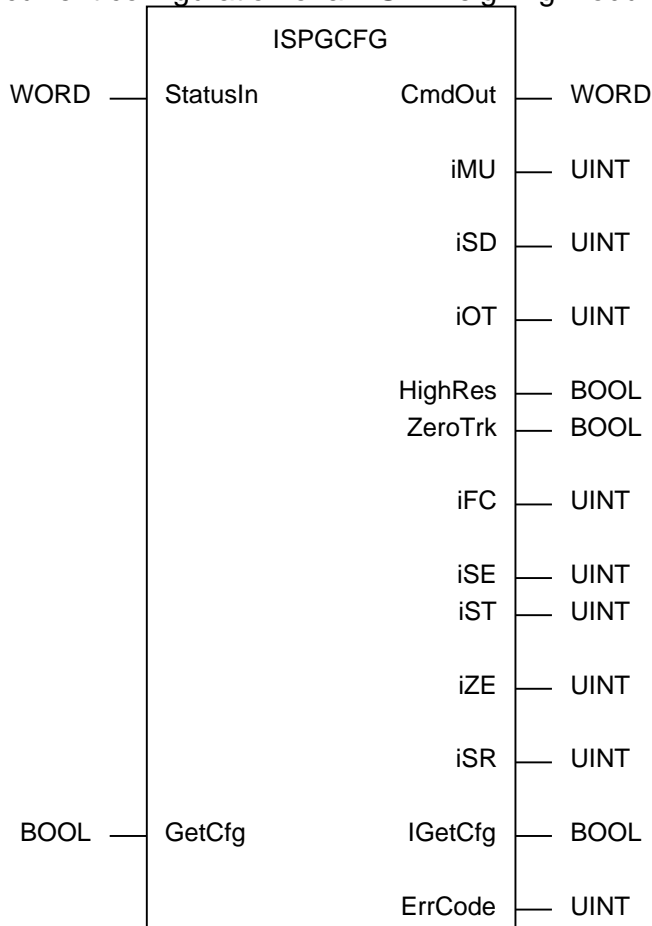 ISPGCFG
WORD StatusIn CmdOut WORD
iMU UINT
iSD UINT
iOT UINT
HighRes BOOL
ZeroTrk BOOL
iFC UINT
iSE UINT
iST UINT
iZE UINT
iSR UINT
BOOL GetCfg IGetCfg BOOL
ErrCode UINT